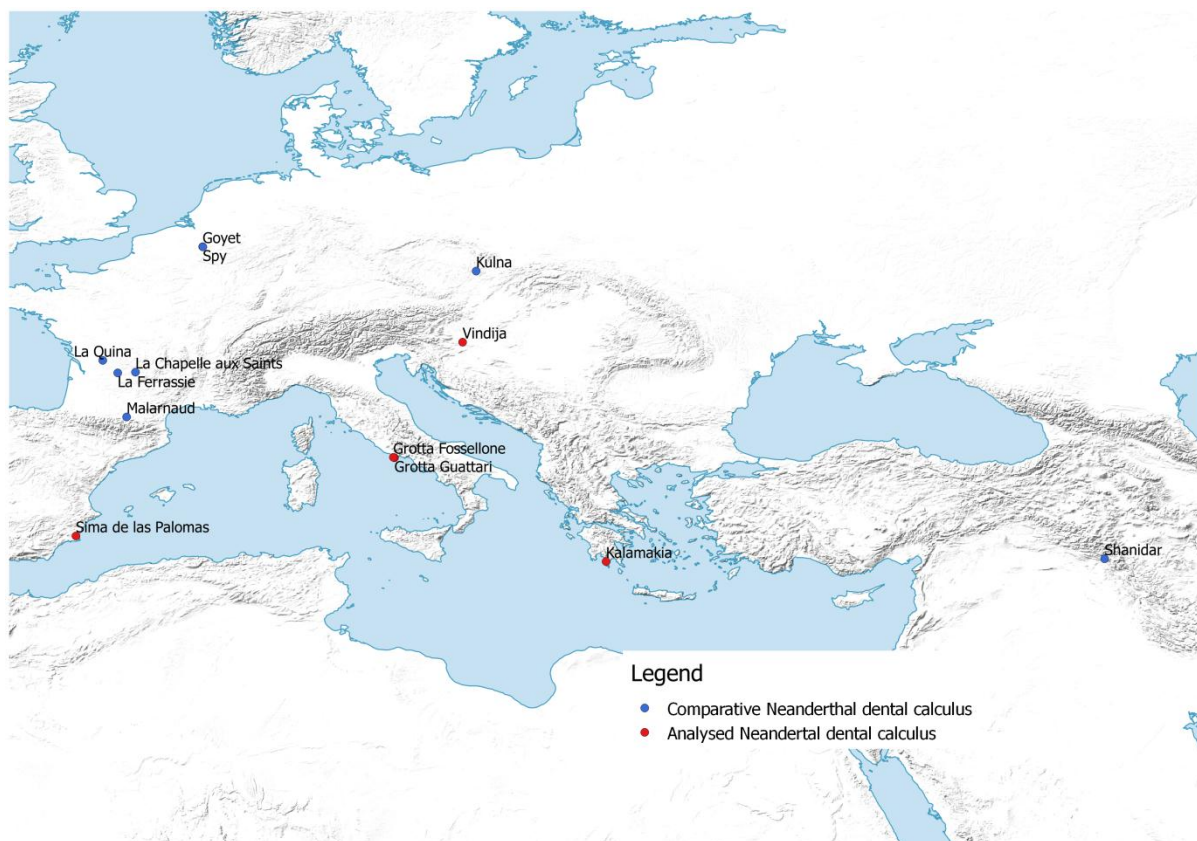 Goyet
Spy
Kulna
Vindija
La Quina
La Chapelle aux Saints
La Ferrassie
Malarnaud
Grotta Fossellone
Grotta Guattari
Sima de las Palomas
Kalamakia
Shanidar
Legend
Comparative Neanderthal dental calculus
Analysed Neandertal dental calculus